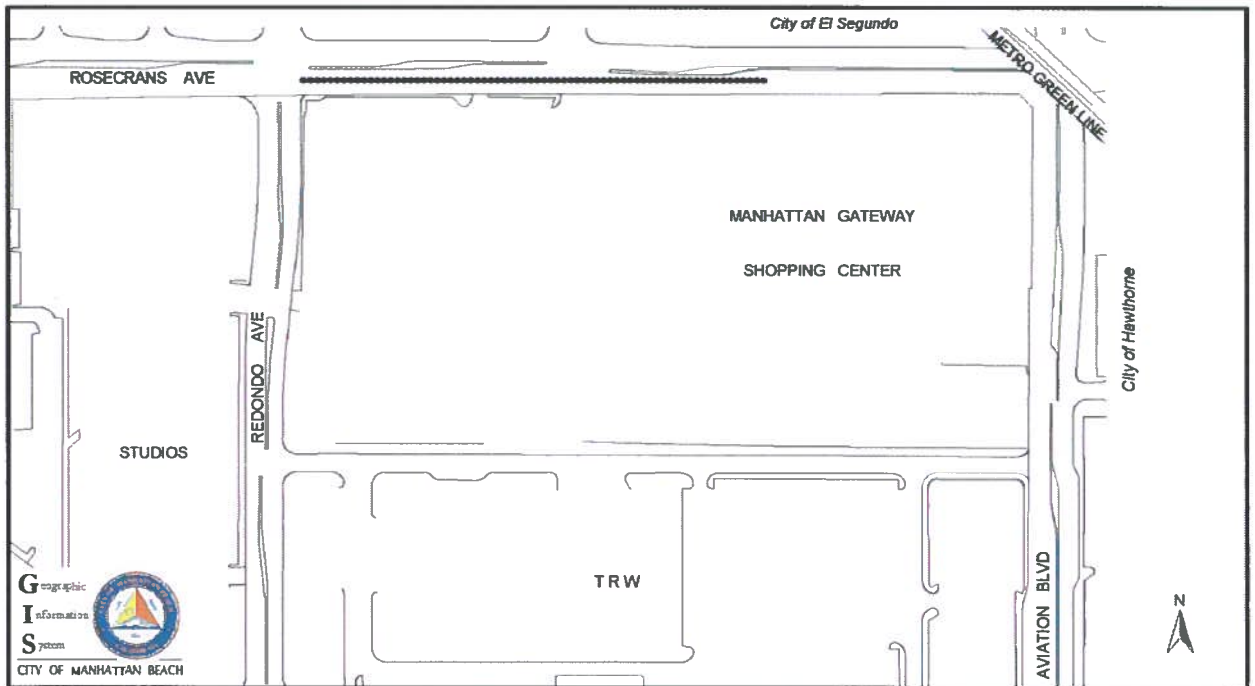 City of El Segundo
METRO GREEN LINE
ROSECRANS AVE
MANHATTAN GATEWAY
SHOPPING CENTER
City of Hawthorne
REDONDO AVE
STUDIOS
TRW
AVIATION BLVD
N
Geographic
Information
System
CITY OF MANHATTAN BEACH